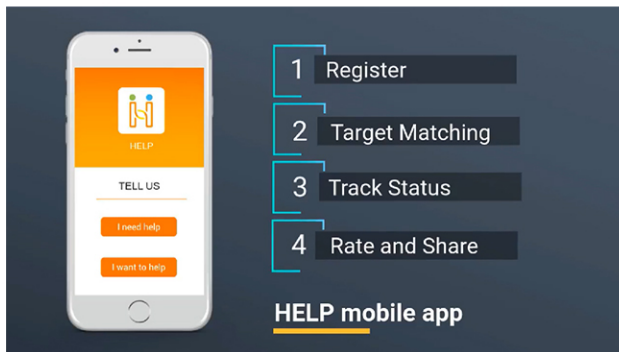 HELP
TELL US
I need help
I want to help
1 Register
2 Target Matching
3 Track Status
4 Rate and Share
HELP mobile app